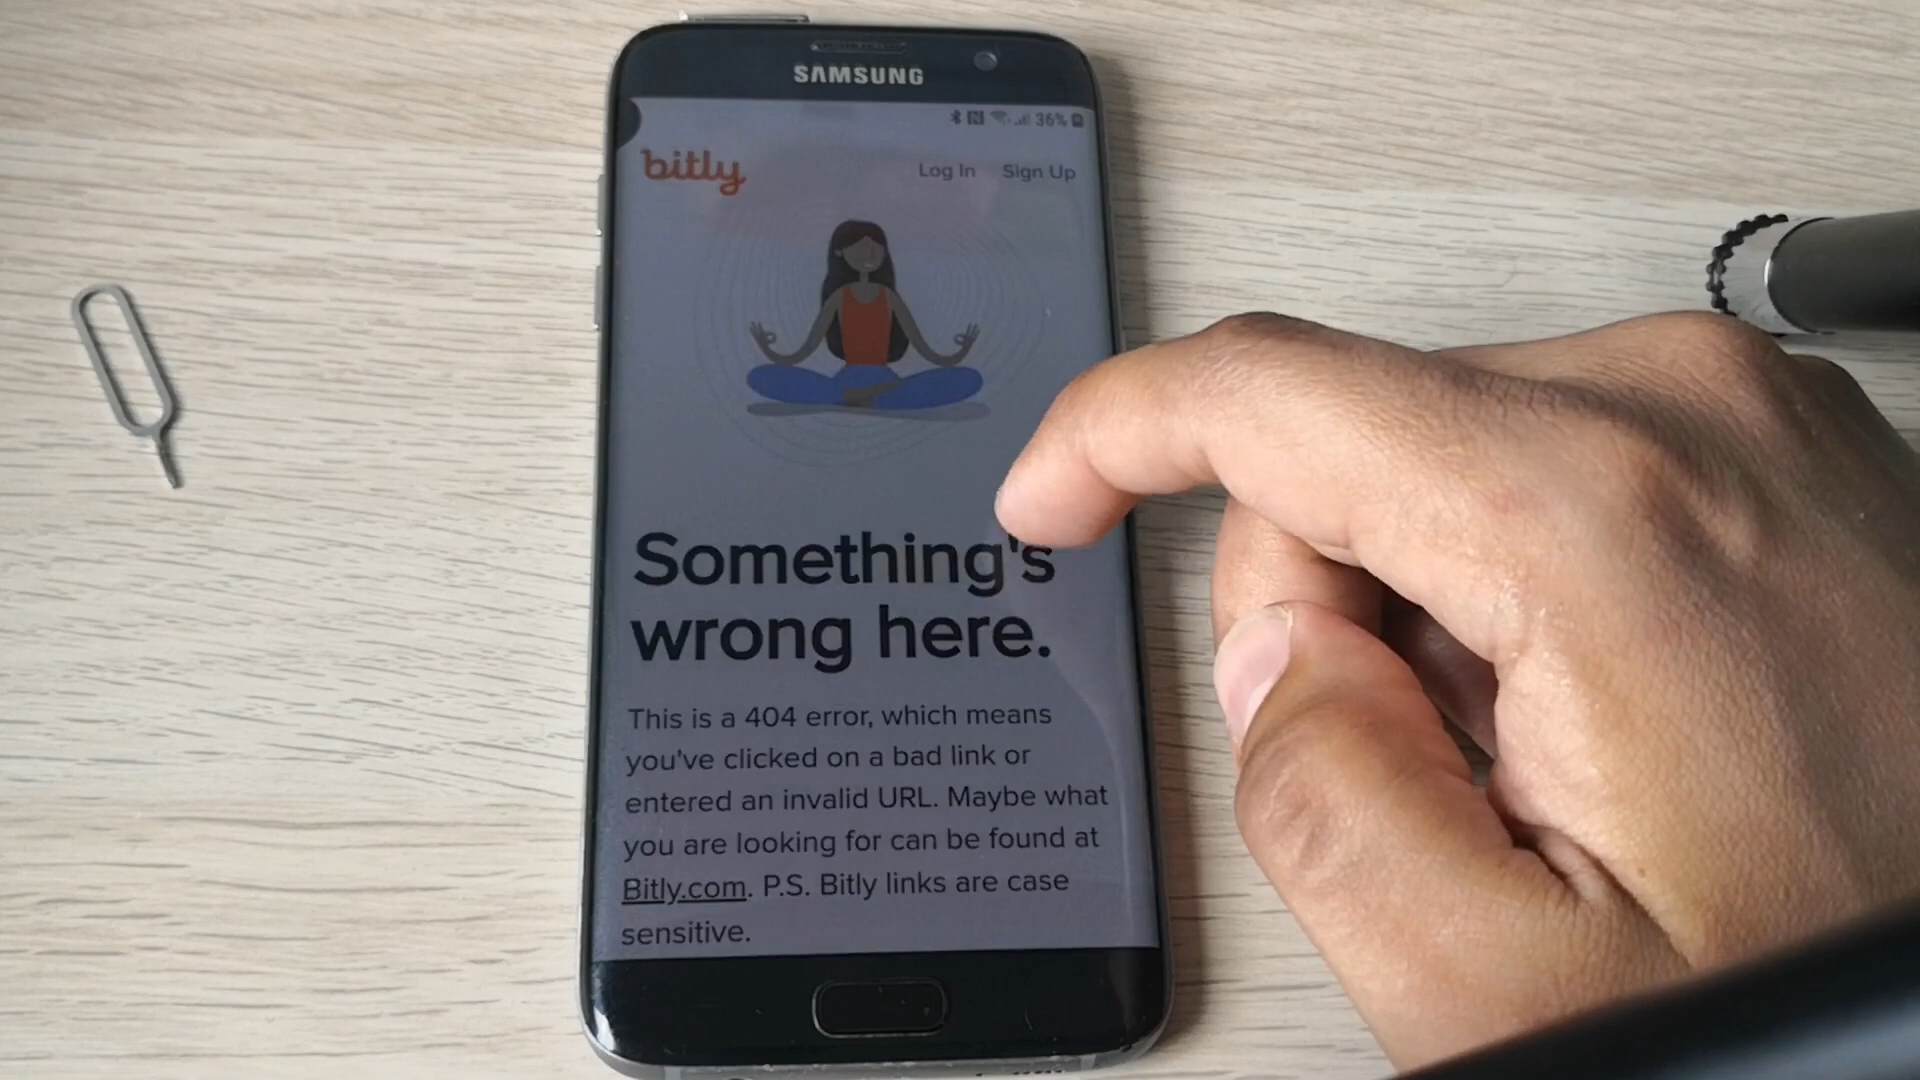 SAMSUNG
36%
bitly Log In Sign Up
Something's
wrong here.
This is a 404 error, which means
you've clicked on a bad link or
entered an invalid URL. Maybe what
you are looking for can be found at
Bitly.com. P.S. Bitly links are case
sensitive.